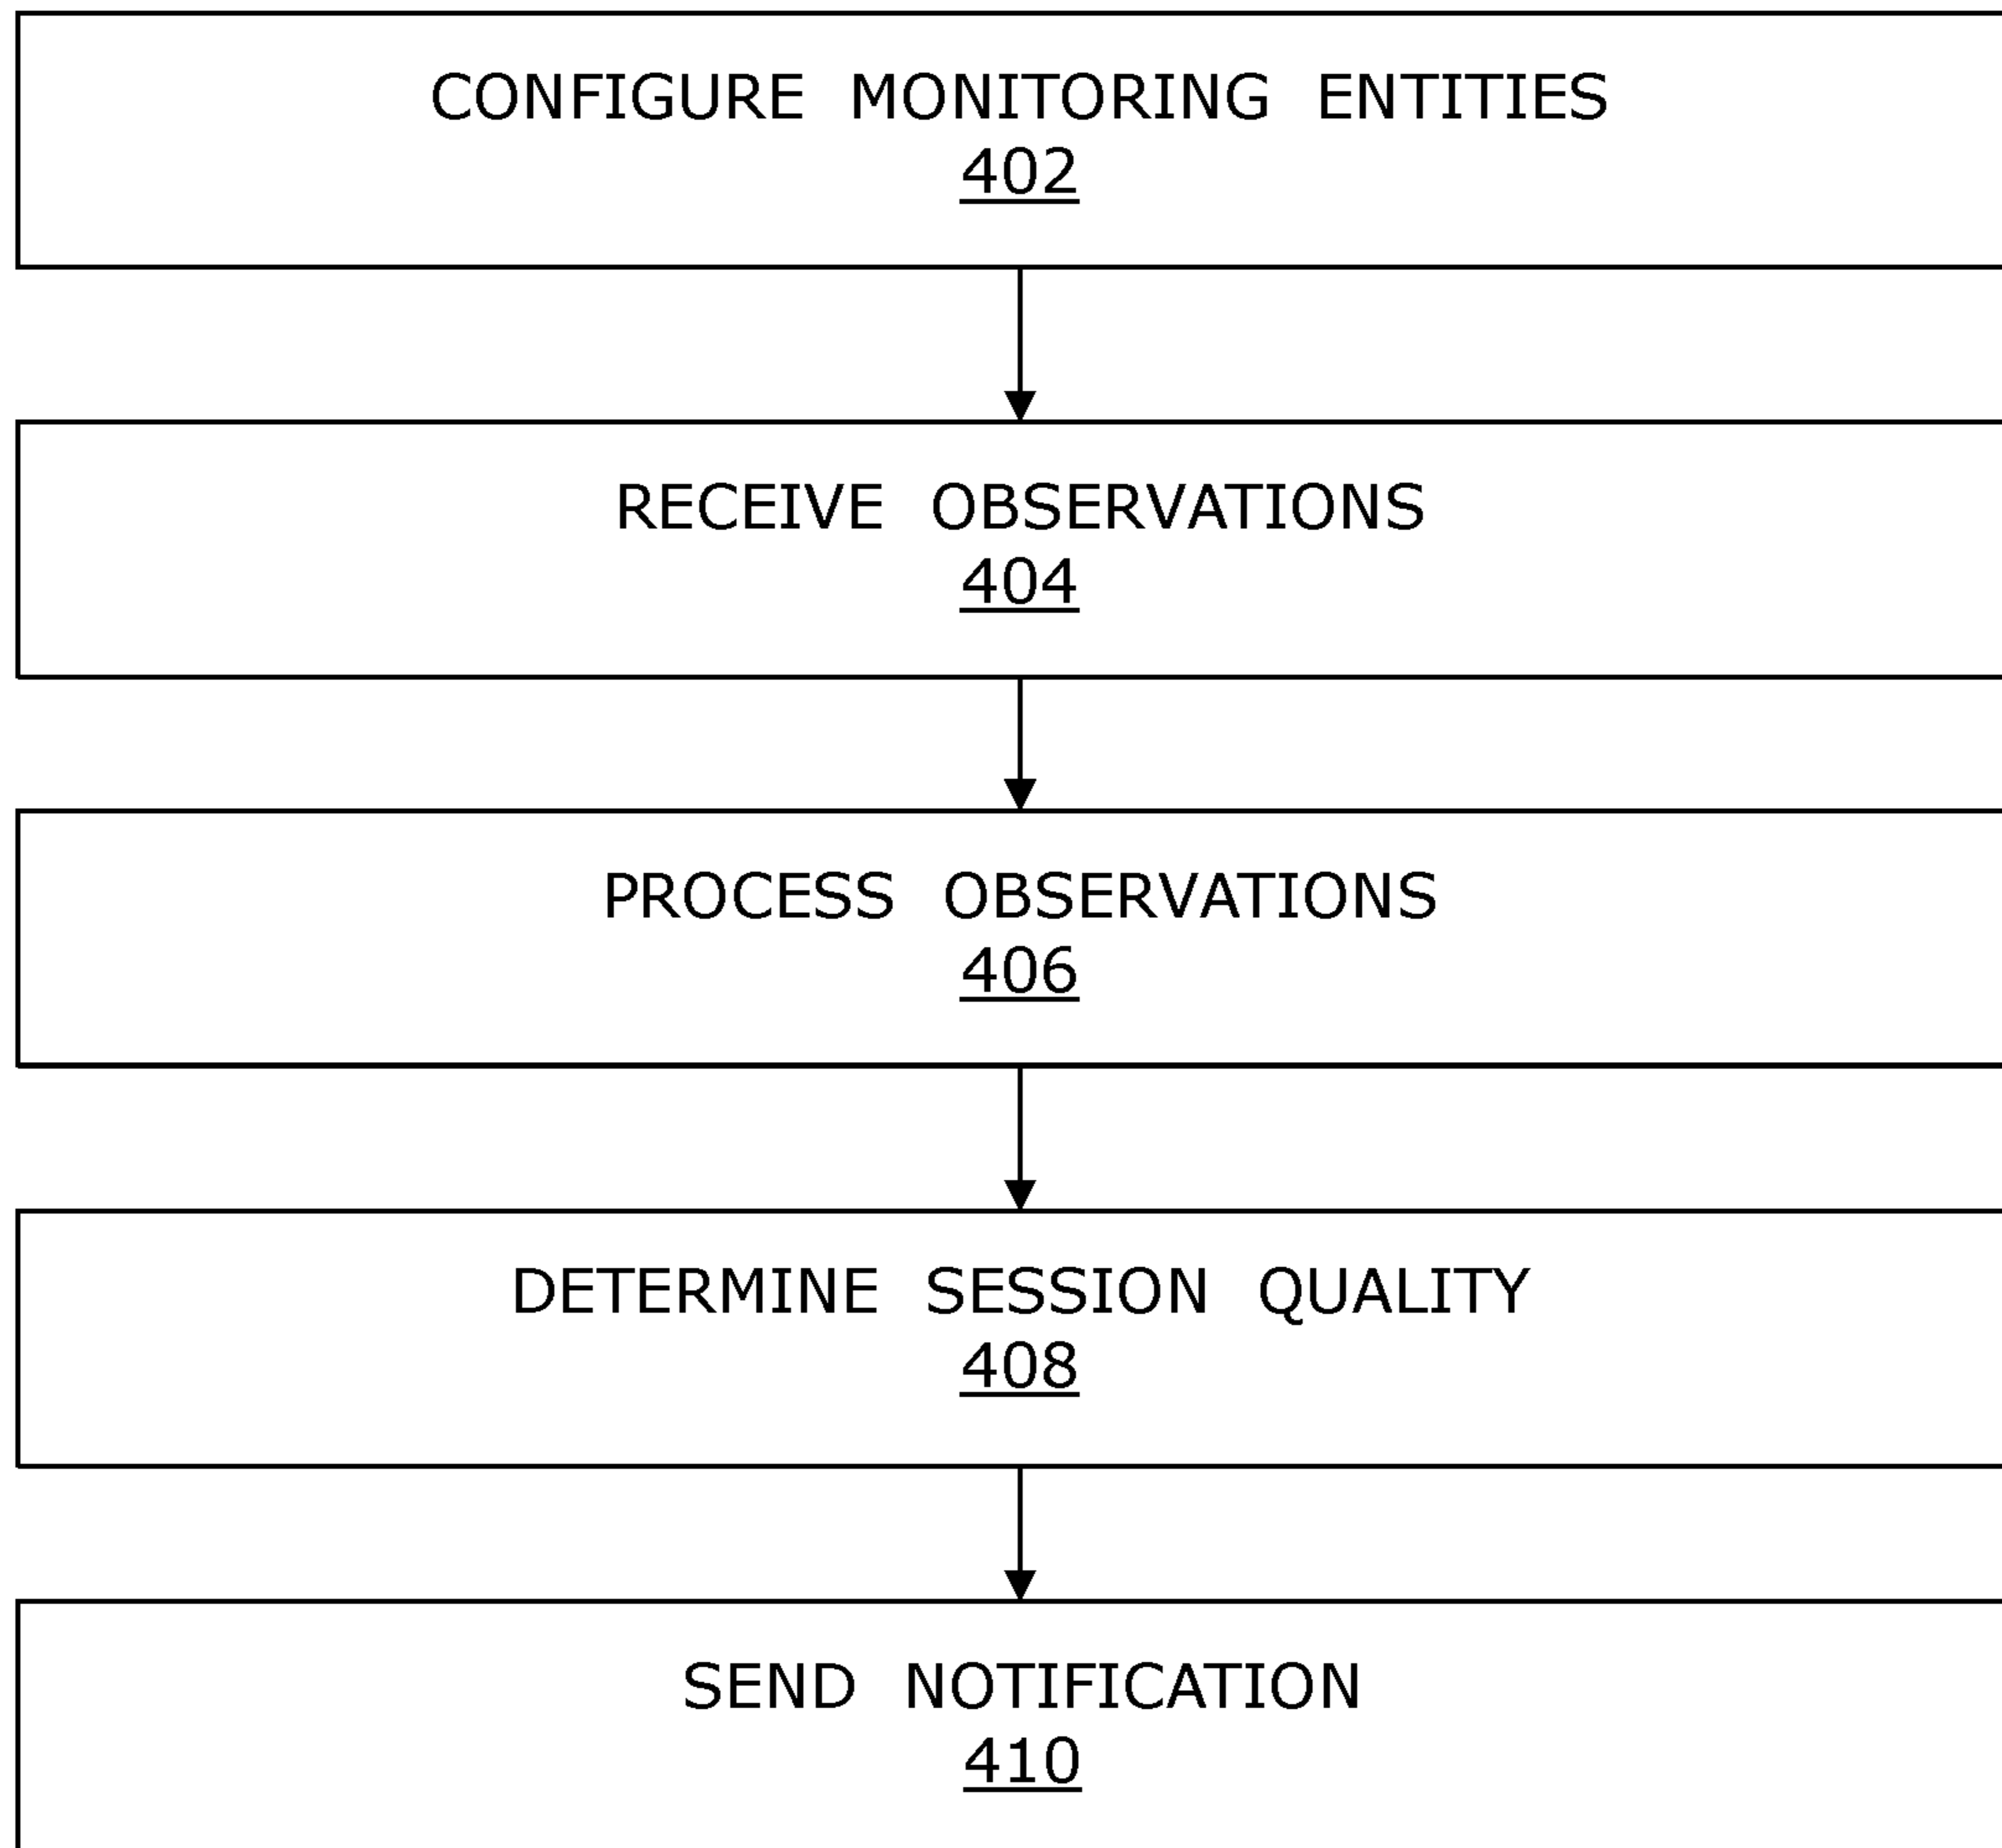 CONFIGURE MONITORING ENTITIES
402
RECEIVE OBSERVATIONS
404
PROCESS OBSERVATIONS
406
DETERMINE SESSION QUALITY
408
SEND NOTIFICATION
410